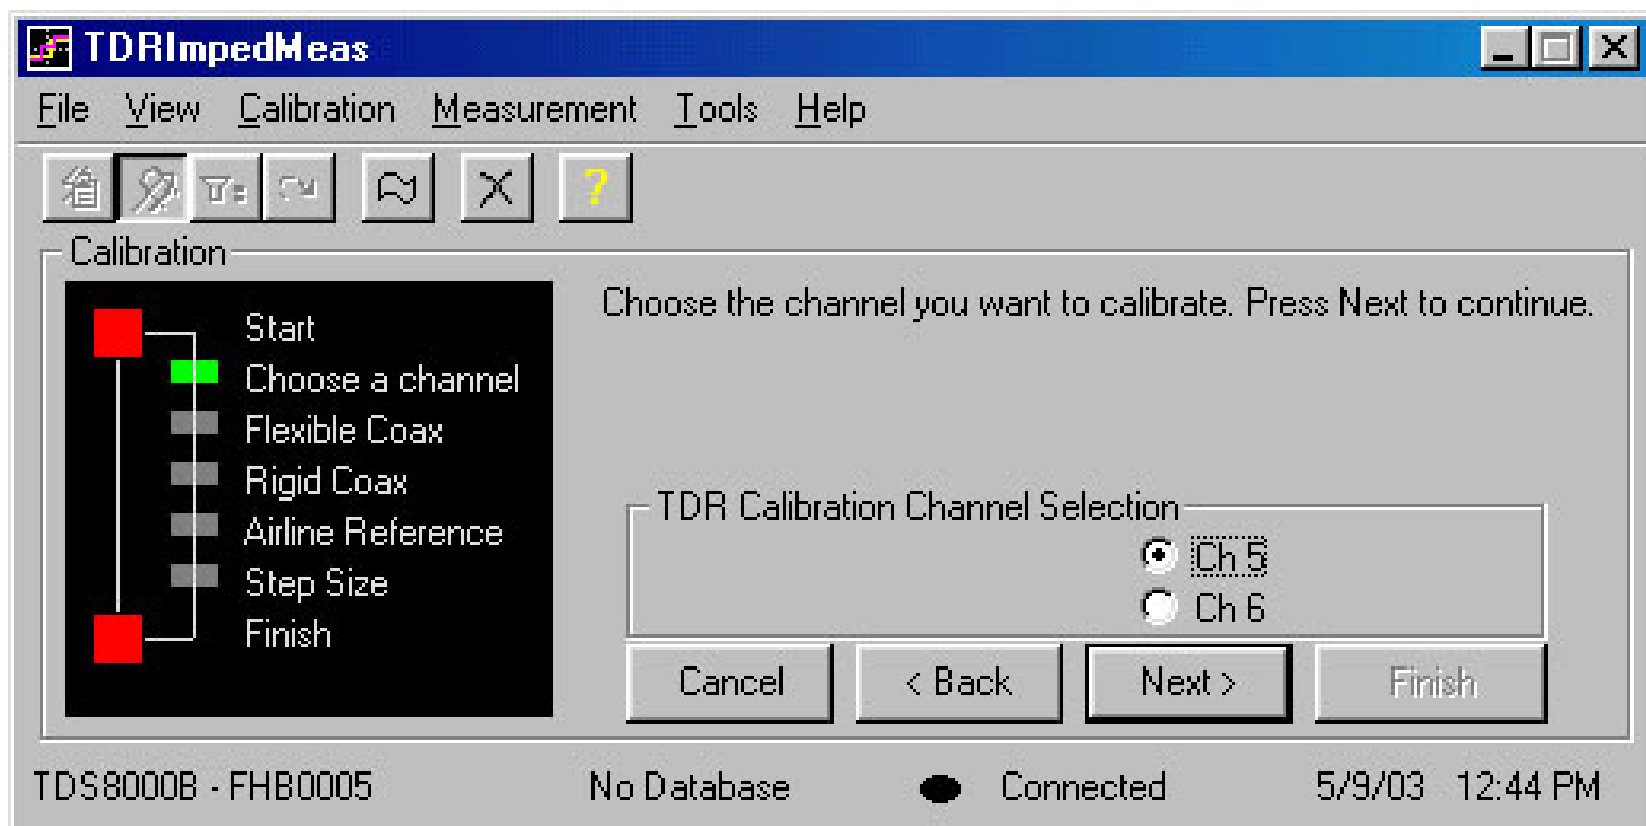 TDRImpedMeas
File View Calibration Measurement Tools Help
?
Calibration
Start
Choose a channel
Flexible Coax
Rigid Coax
Airline Reference
Step Size
Finish
Choose the channel you want to calibrate. Press Next to continue.
TDR Calibration Channel Selection
Ch 5
Ch 6
Cancel < Back Next > Finish
TDS8000B - FHB0005 No Database Connected 5/9/03 12:44 PM